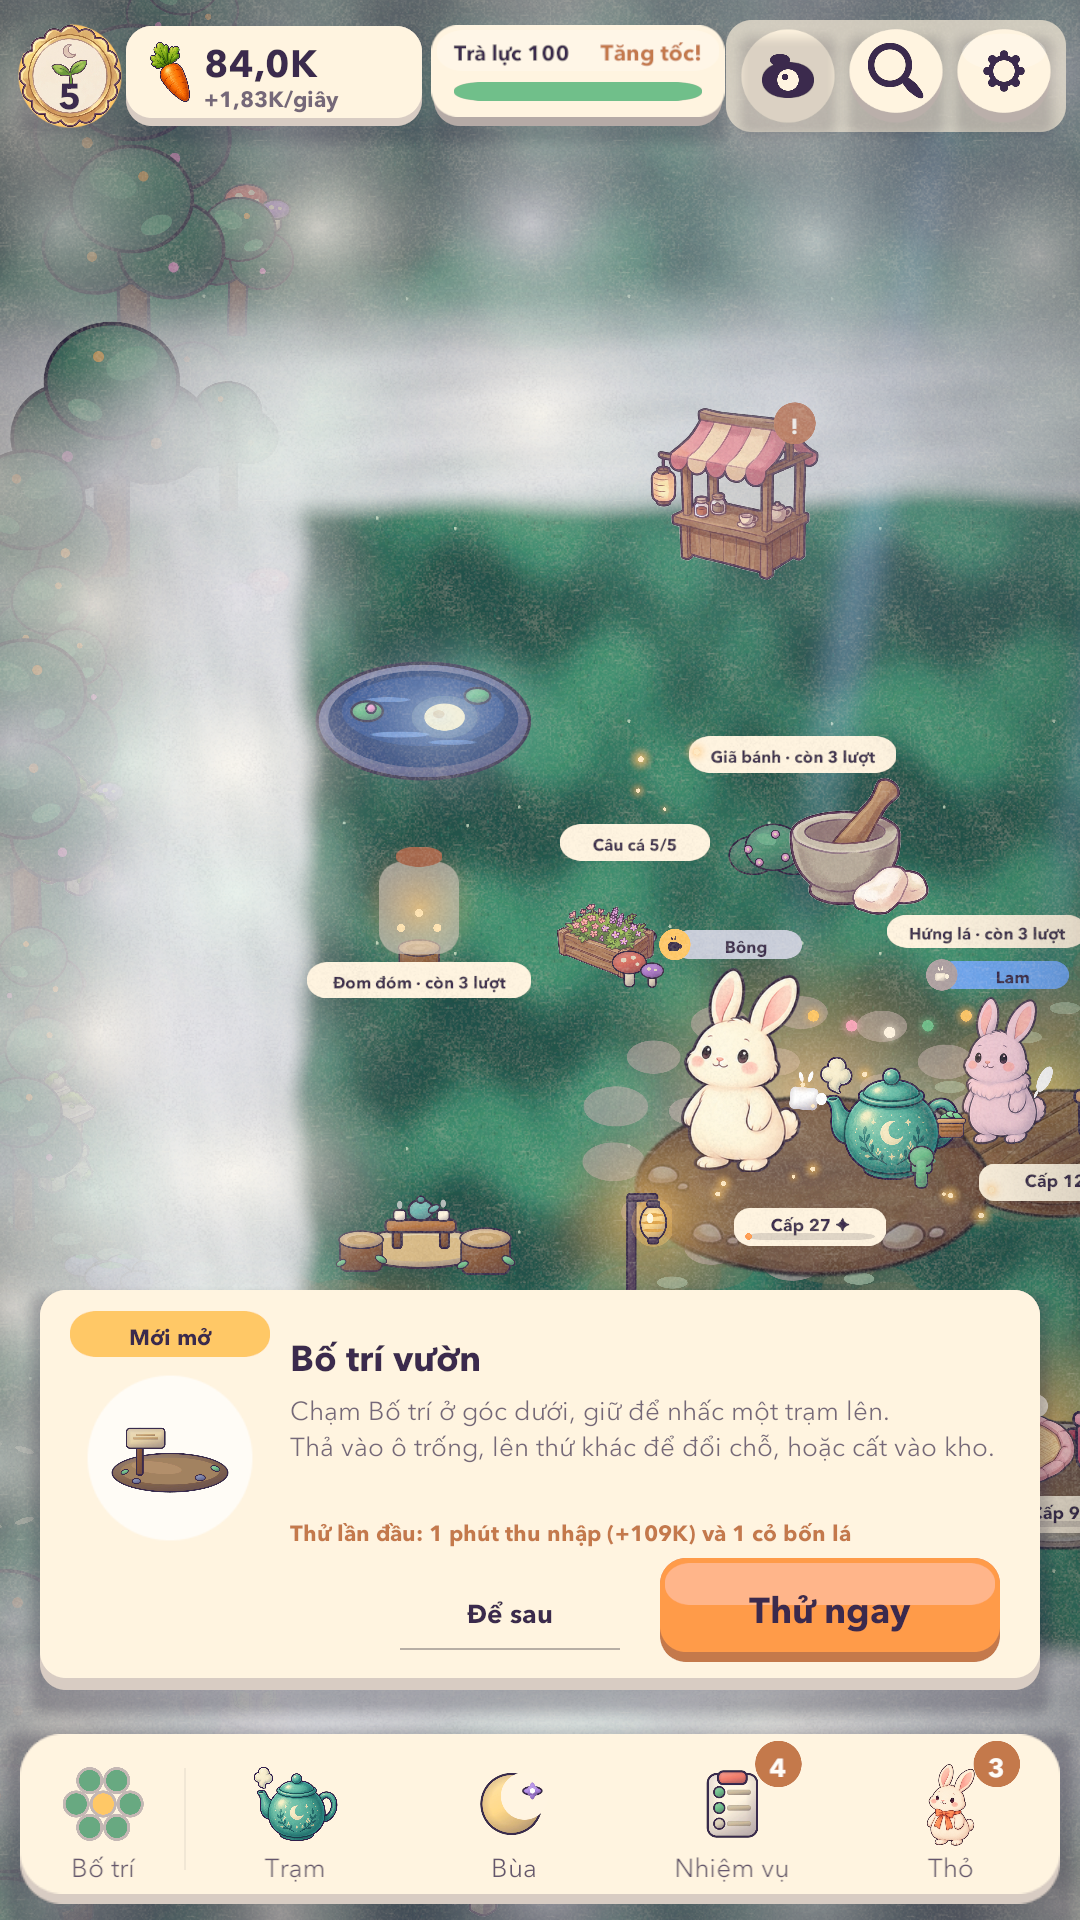 5
84,0K
+1,83K/giây
Trà lực 100
Tăng tốc!
!
Giã bánh · còn 3 lượt
Câu cá 5/5
Hứng lá · còn 3 lượt
Bông
Đom đóm · còn 3 lượt
Lam
Cấp 12
Cấp 27
Mới mở
Bố trí vườn
Chạm Bố trí ở góc dưới, giữ để nhấc một trạm lên.
Thả vào ô trống, lên thứ khác để đổi chỗ, hoặc cất vào kho.
Cấp 9
Thử lần đầu: 1 phút thu nhập (+109K) và 1 cỏ bốn lá
Để sau
Thử ngay
4
3
Bố trí
Trạm
Bùa
Nhiệm vụ
Thỏ